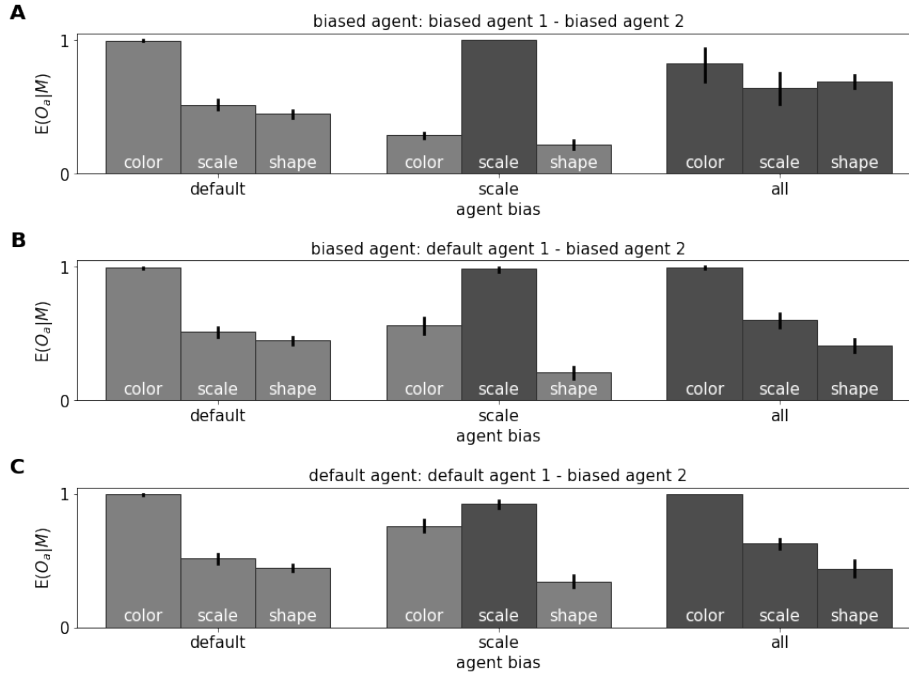 A
biased agent: biased agent 1 - biased agent 2
1
E(Oₐ|M)
0
color scale shape color scale shape color scale shape
default scale all
agent bias
B
biased agent: default agent 1 - biased agent 2
1
E(Oₐ|M)
0
color scale shape color scale shape color scale shape
default scale all
agent bias
C
default agent: default agent 1 - biased agent 2
1
E(Oₐ|M)
0
color scale shape color scale shape color scale shape
default scale all
agent bias